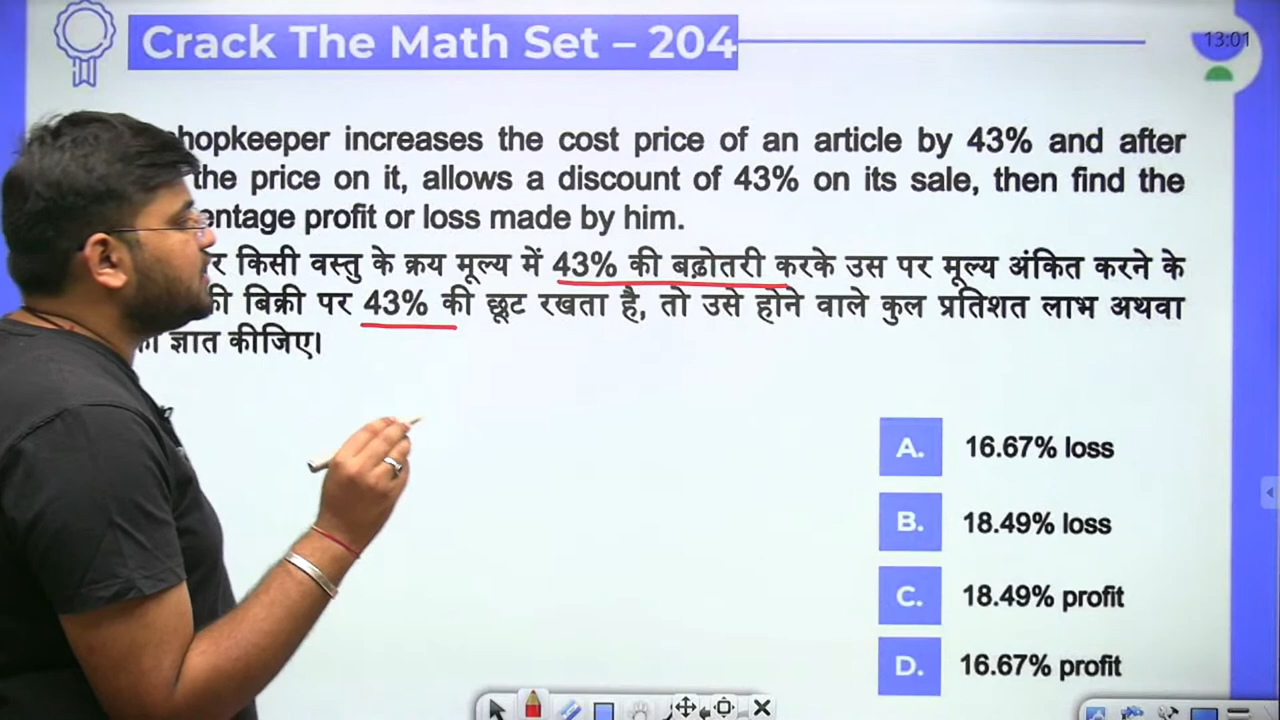 Crack The Math Set – 204
13:01
hopkeeper increases the cost price of an article by 43% and after
the price on it, allows a discount of 43% on its sale, then find the
entage profit or loss made by him.
र किसी वस्तु के क्रय मूल्य में 43% की बढ़ोतरी करके उस पर मूल्य अंकित करने के
की बिक्री पर 43% की छूट रखता है, तो उसे होने वाले कुल प्रतिशत लाभ अथवा
ज्ञात कीजिए।
A. 16.67% loss
B. 18.49% loss
C. 18.49% profit
D. 16.67% profit